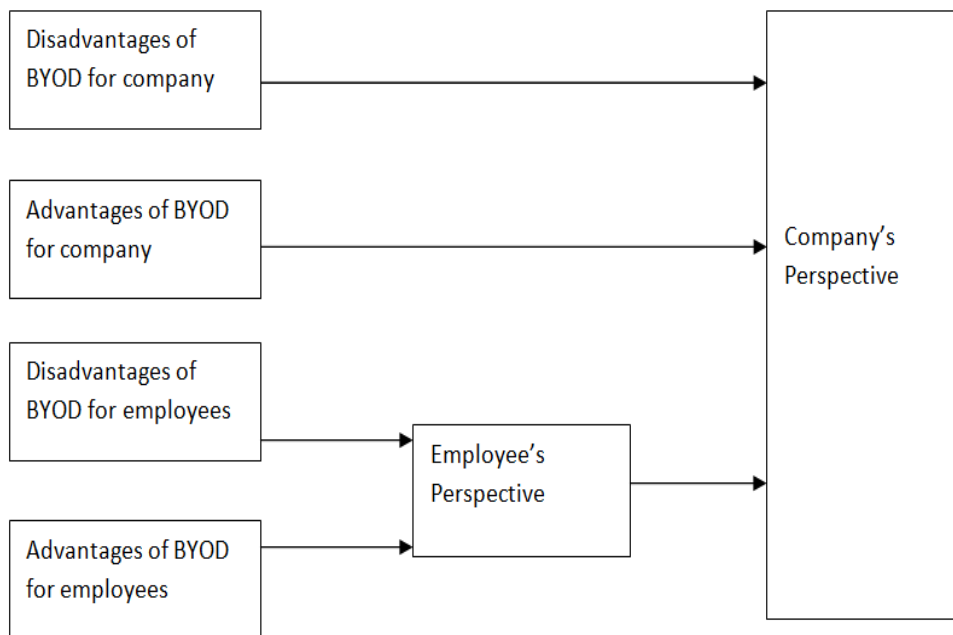 Disadvantages of
BYOD for company
Advantages of BYOD
for company
Company’s
Perspective
Disadvantages of
BYOD for employees
Employee’s
Perspective
Advantages of BYOD
for employees